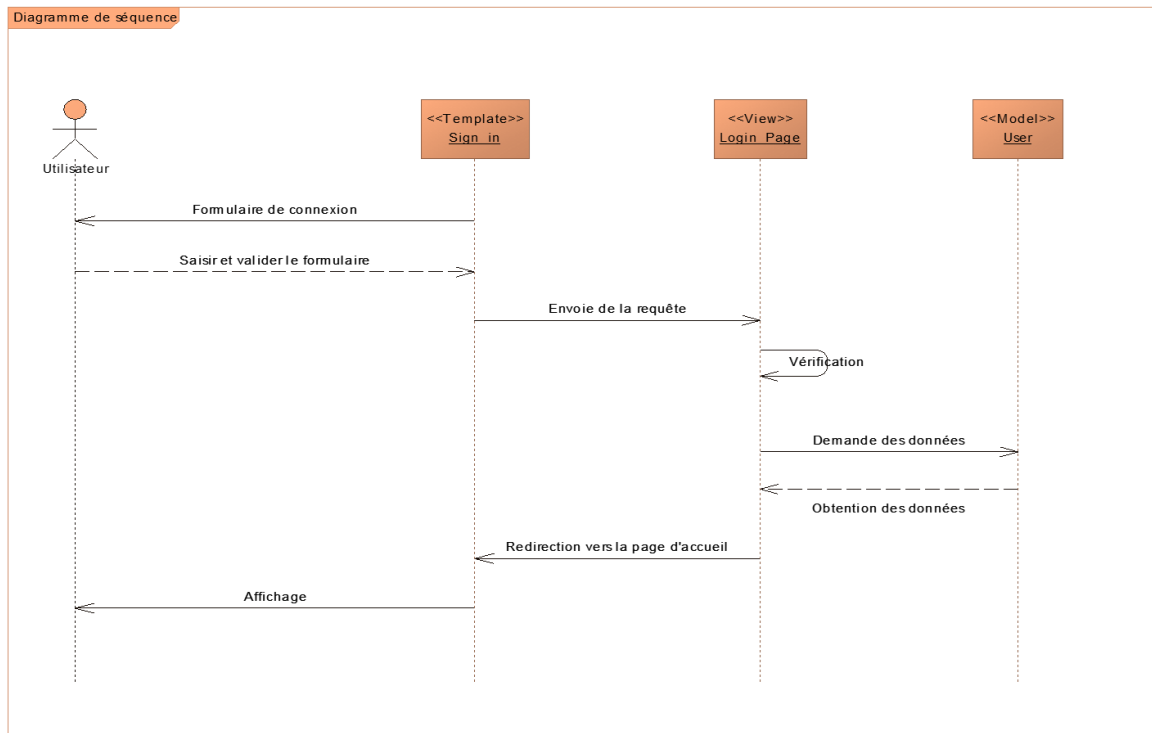 Diagramme de séquence
<<Template>>
Sign_in
<<View>>
Login_Page
<<Model>>
User
Utilisateur
Formulaire de connexion
Saisir et valider le formulaire
Envoie de la requête
Vérification
Demande des données
Obtention des données
Redirection vers la page d'accueil
Affichage